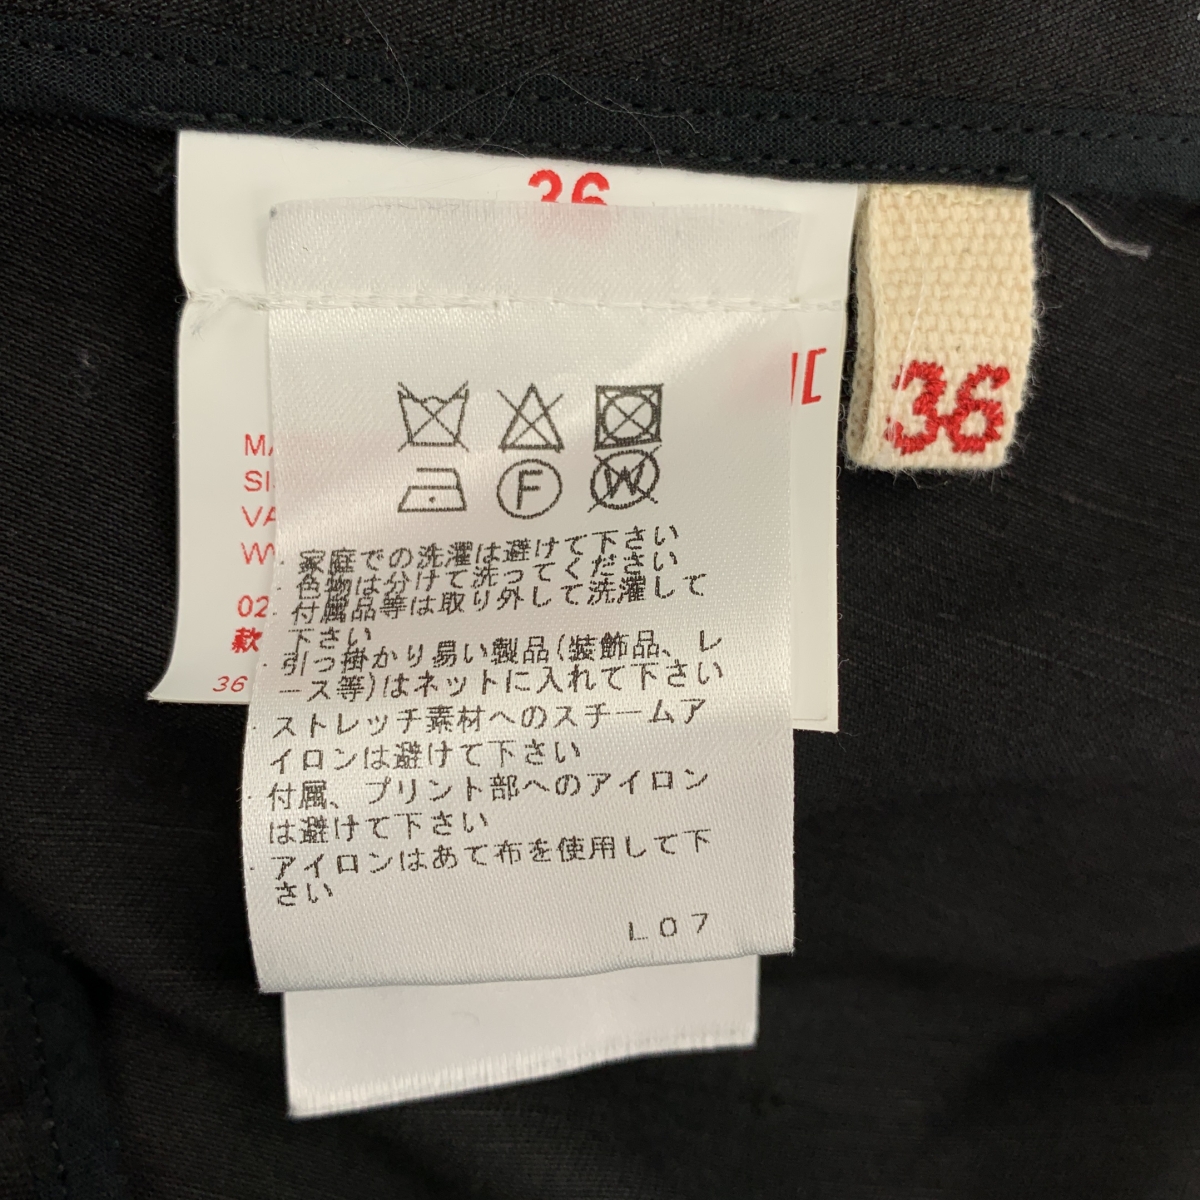 36
36
F
W
・家庭での洗濯は避けて下さい
・色物は分けて洗ってください
・付属品等は取り外して洗濯して
下さい
・引っ掛かり易い製品(装飾品、レ
ース等)はネットに入れて下さい
・ストレッチ素材へのスチームア
イロンは避けて下さい
・付属、プリント部へのアイロン
は避けて下さい
・アイロンはあて布を使用して下
さい
L07
02
款
36